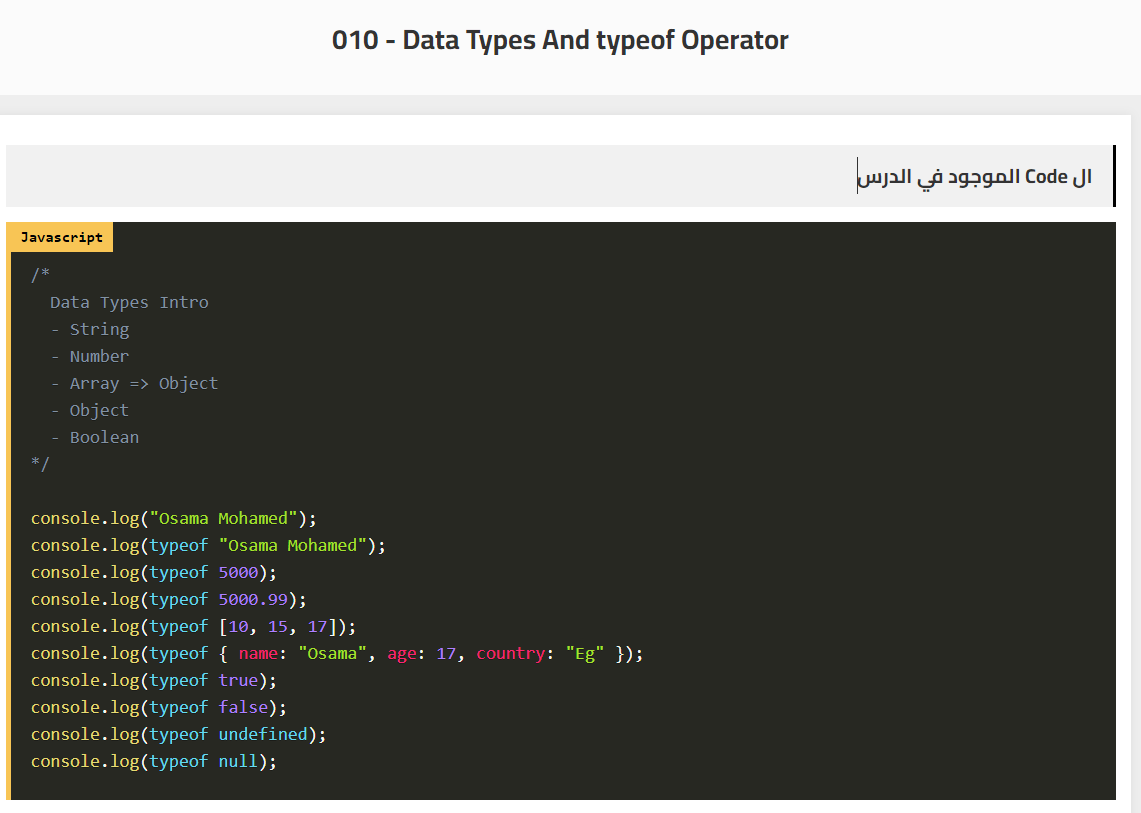 010 - Data Types And typeof Operator
ال Code الموجود في الدرس
Javascript
/*
  Data Types Intro
  - String
  - Number
  - Array => Object
  - Object
  - Boolean
*/
console.log("Osama Mohamed");
console.log(typeof "Osama Mohamed");
console.log(typeof 5000);
console.log(typeof 5000.99);
console.log(typeof [10, 15, 17]);
console.log(typeof { name: "Osama", age: 17, country: "Eg" });
console.log(typeof true);
console.log(typeof false);
console.log(typeof undefined);
console.log(typeof null);